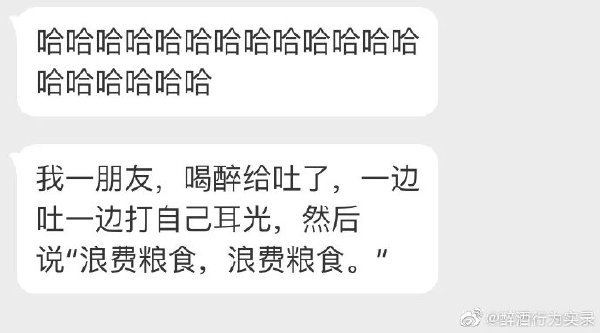 哈哈哈哈哈哈哈哈哈哈哈哈哈
哈哈哈哈哈哈
我一朋友，喝醉给吐了，一边
吐一边打自己耳光，然后
说“浪费粮食，浪费粮食。”
@醉酒行为实录